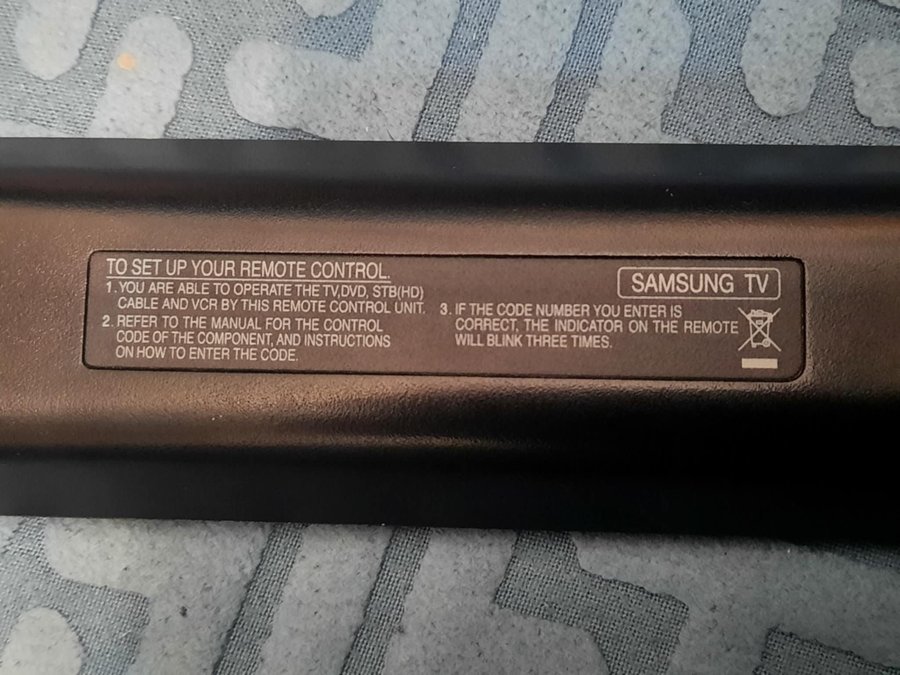 TO SET UP YOUR REMOTE CONTROL.
1. YOU ARE ABLE TO OPERATE THE TV,DVD, STB(HD)
CABLE AND VCR BY THIS REMOTE CONTROL UNIT.
2. REFER TO THE MANUAL FOR THE CONTROL
CODE OF THE COMPONENT, AND INSTRUCTIONS
ON HOW TO ENTER THE CODE.
SAMSUNG TV
3. IF THE CODE NUMBER YOU ENTER IS
CORRECT, THE INDICATOR ON THE REMOTE
WILL BLINK THREE TIMES.